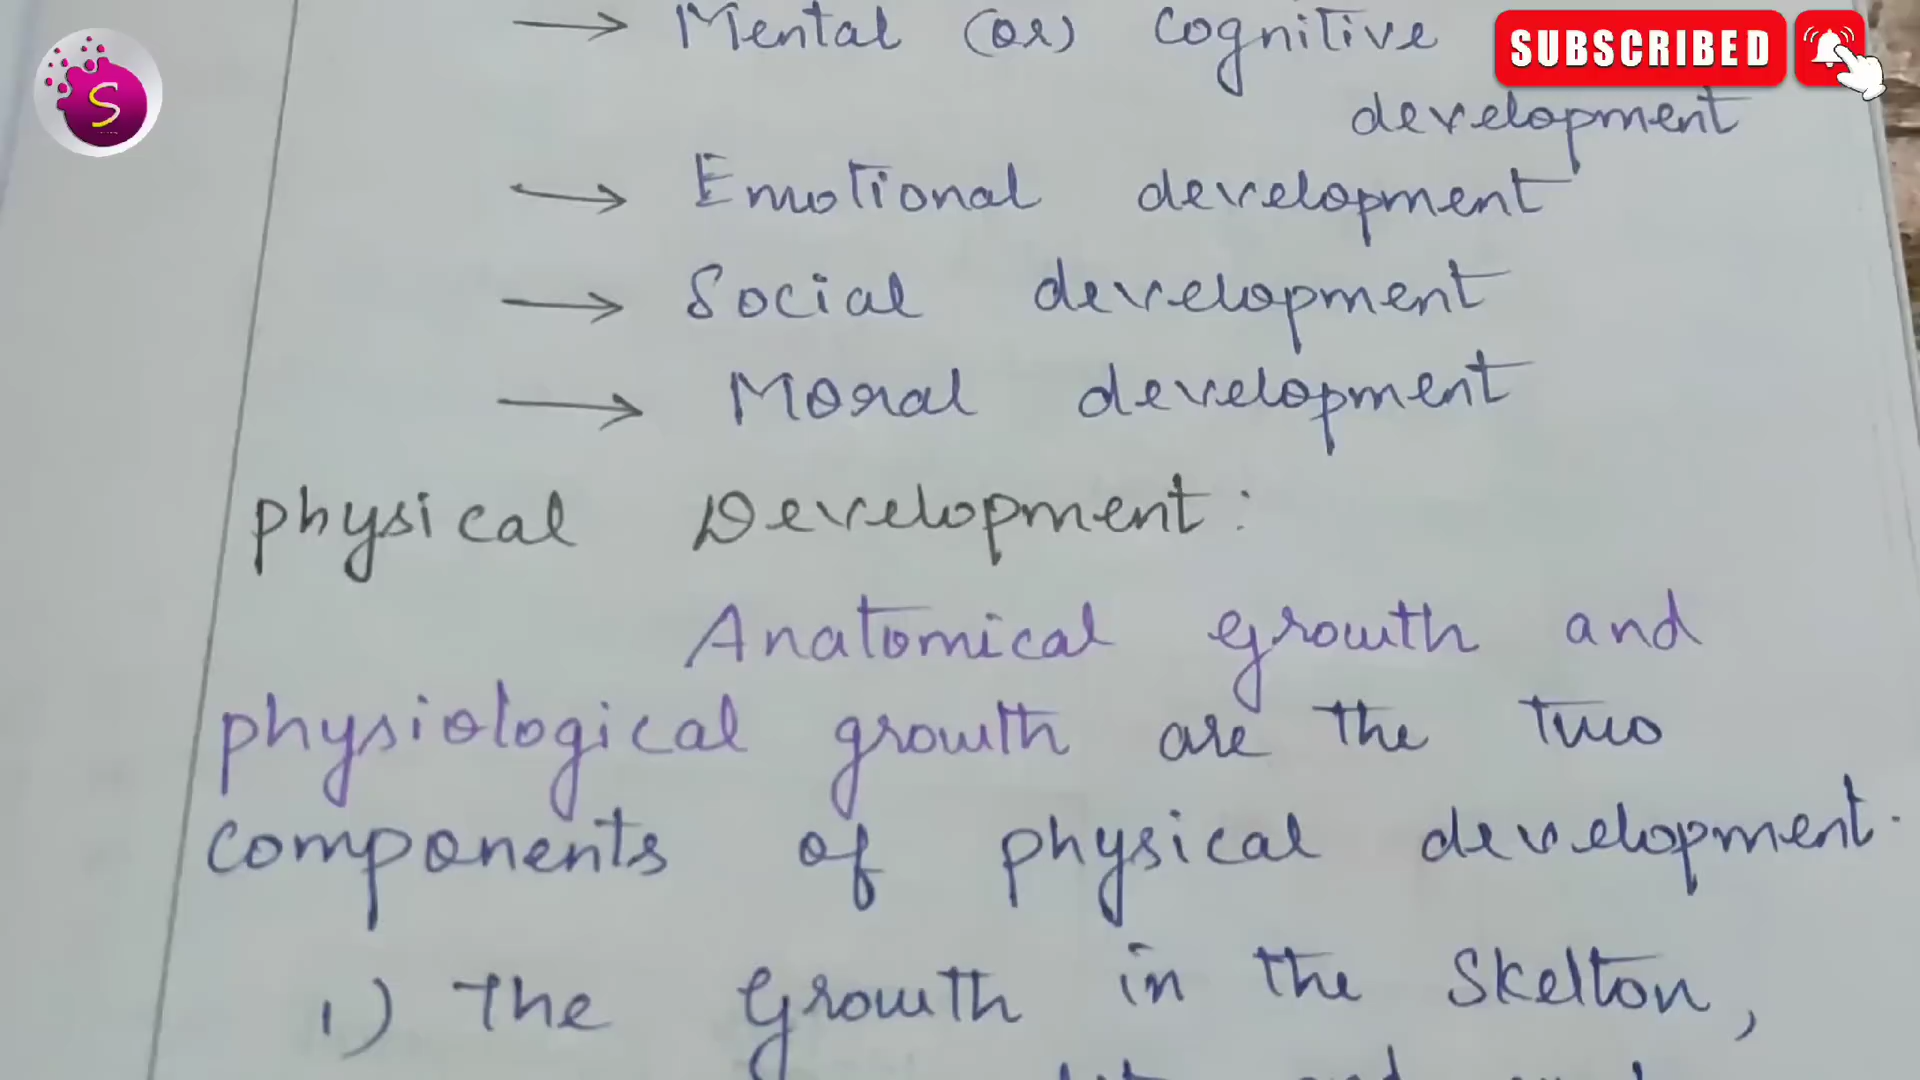 → Mental (or) cognitive
development
→ Emotional development
→ Social development
→ Moral development
physical Development:
Anatomical growth and
physiological growth are the two
components of physical development.
1) The Growth in the Skelton,
SUBSCRIBED
S